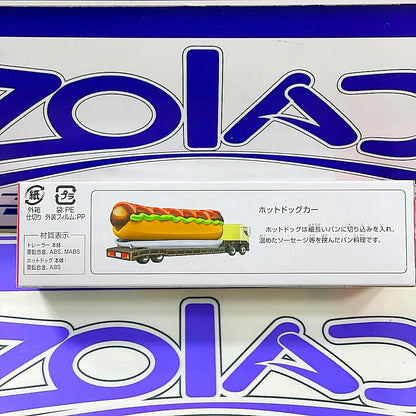 ZOLAC
紙
外箱
仕切り
プラ
袋:PE
外装フィルム:PP
材質表示
トレーラー 本体:
亜鉛合金, ABS, MABS
ホットドッグ 本体:
亜鉛合金, ABS
ホットドッグカー
ホットドッグは細長いパンに切り込みを入れ、
温めたソーセージ等を挟んだパン料理です。
ZOLAC